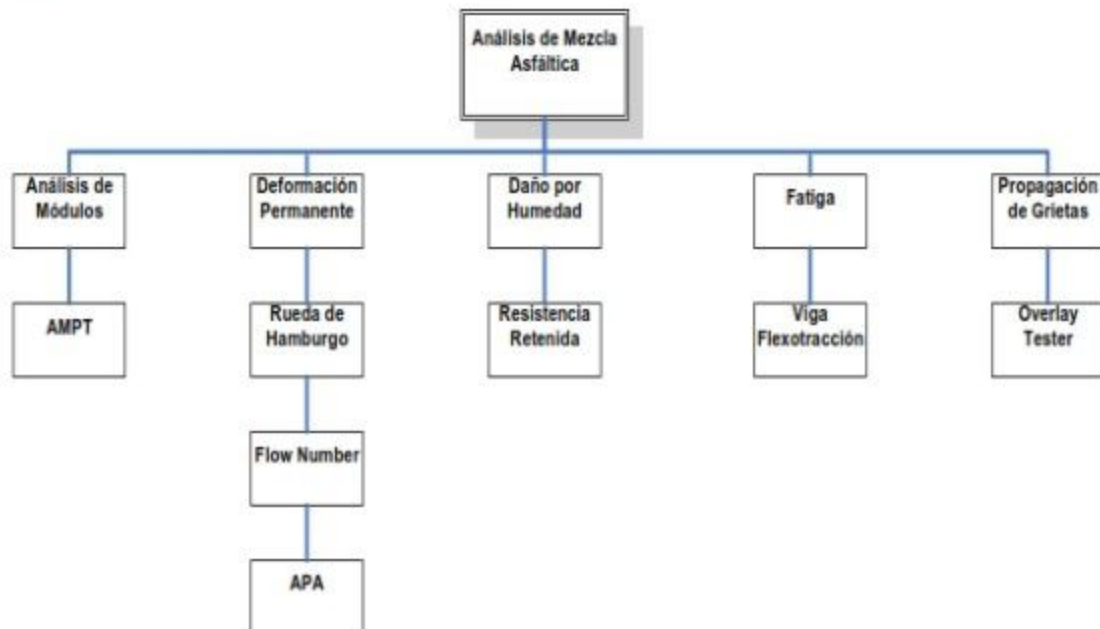 Análisis de Mezcla
Asfáltica
Análisis de
Módulos
Deformación
Permanente
Daño por
Humedad
Fatiga
Propagación
de Grietas
AMPT
Rueda de
Hamburgo
Resistencia
Retenida
Viga
Flexotracción
Overlay
Tester
Flow Number
APA